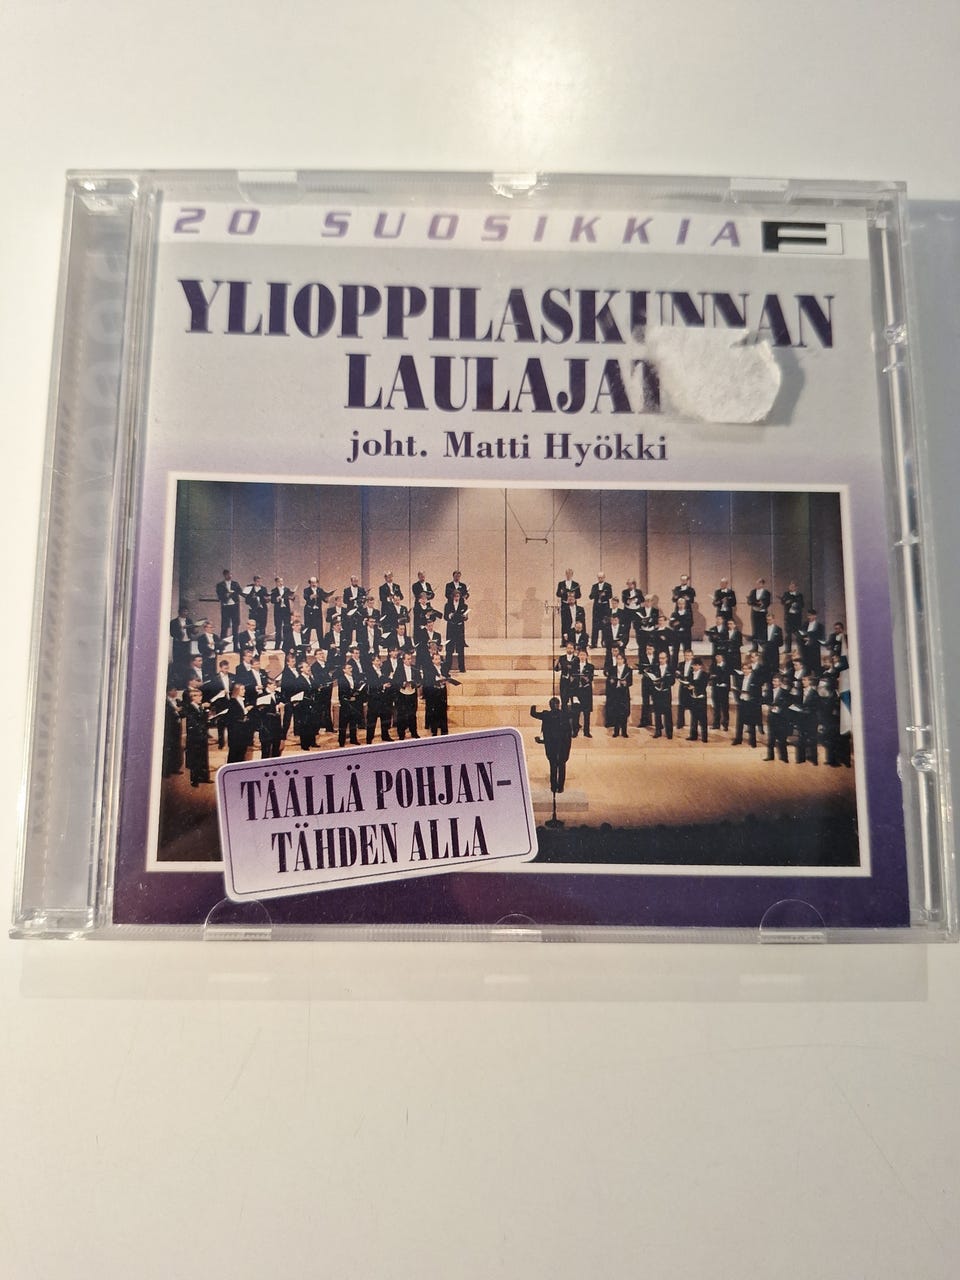 20 SUOSIKKIA F
YLIOPPILASKUNNAN
LAULAJAT
joht. Matti Hyökki
TÄÄLLÄ POHJAN-
TÄHDEN ALLA